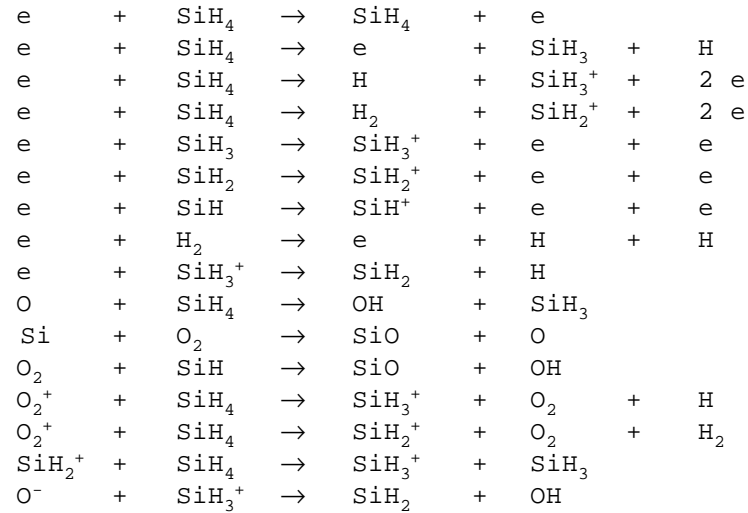 e + SiH₄ → SiH₄ + e
e + SiH₄ → e + SiH₃ + H
e + SiH₄ → H + SiH₃⁺ + 2 e
e + SiH₄ → H₂ + SiH₂⁺ + 2 e
e + SiH₃ → SiH₃⁺ + e + e
e + SiH₂ → SiH₂⁺ + e + e
e + SiH → SiH⁺ + e + e
e + H₂ → e + H + H
e + SiH₃⁺ → SiH₂ + H
O + SiH₄ → OH + SiH₃
Si + O₂ → SiO + O
O₂ + SiH → SiO + OH
O₂⁺ + SiH₄ → SiH₃⁺ + O₂ + H
O₂⁺ + SiH₄ → SiH₂⁺ + O₂ + H₂
SiH₂⁺ + SiH₄ → SiH₃⁺ + SiH₃
O⁻ + SiH₃⁺ → SiH₂ + OH